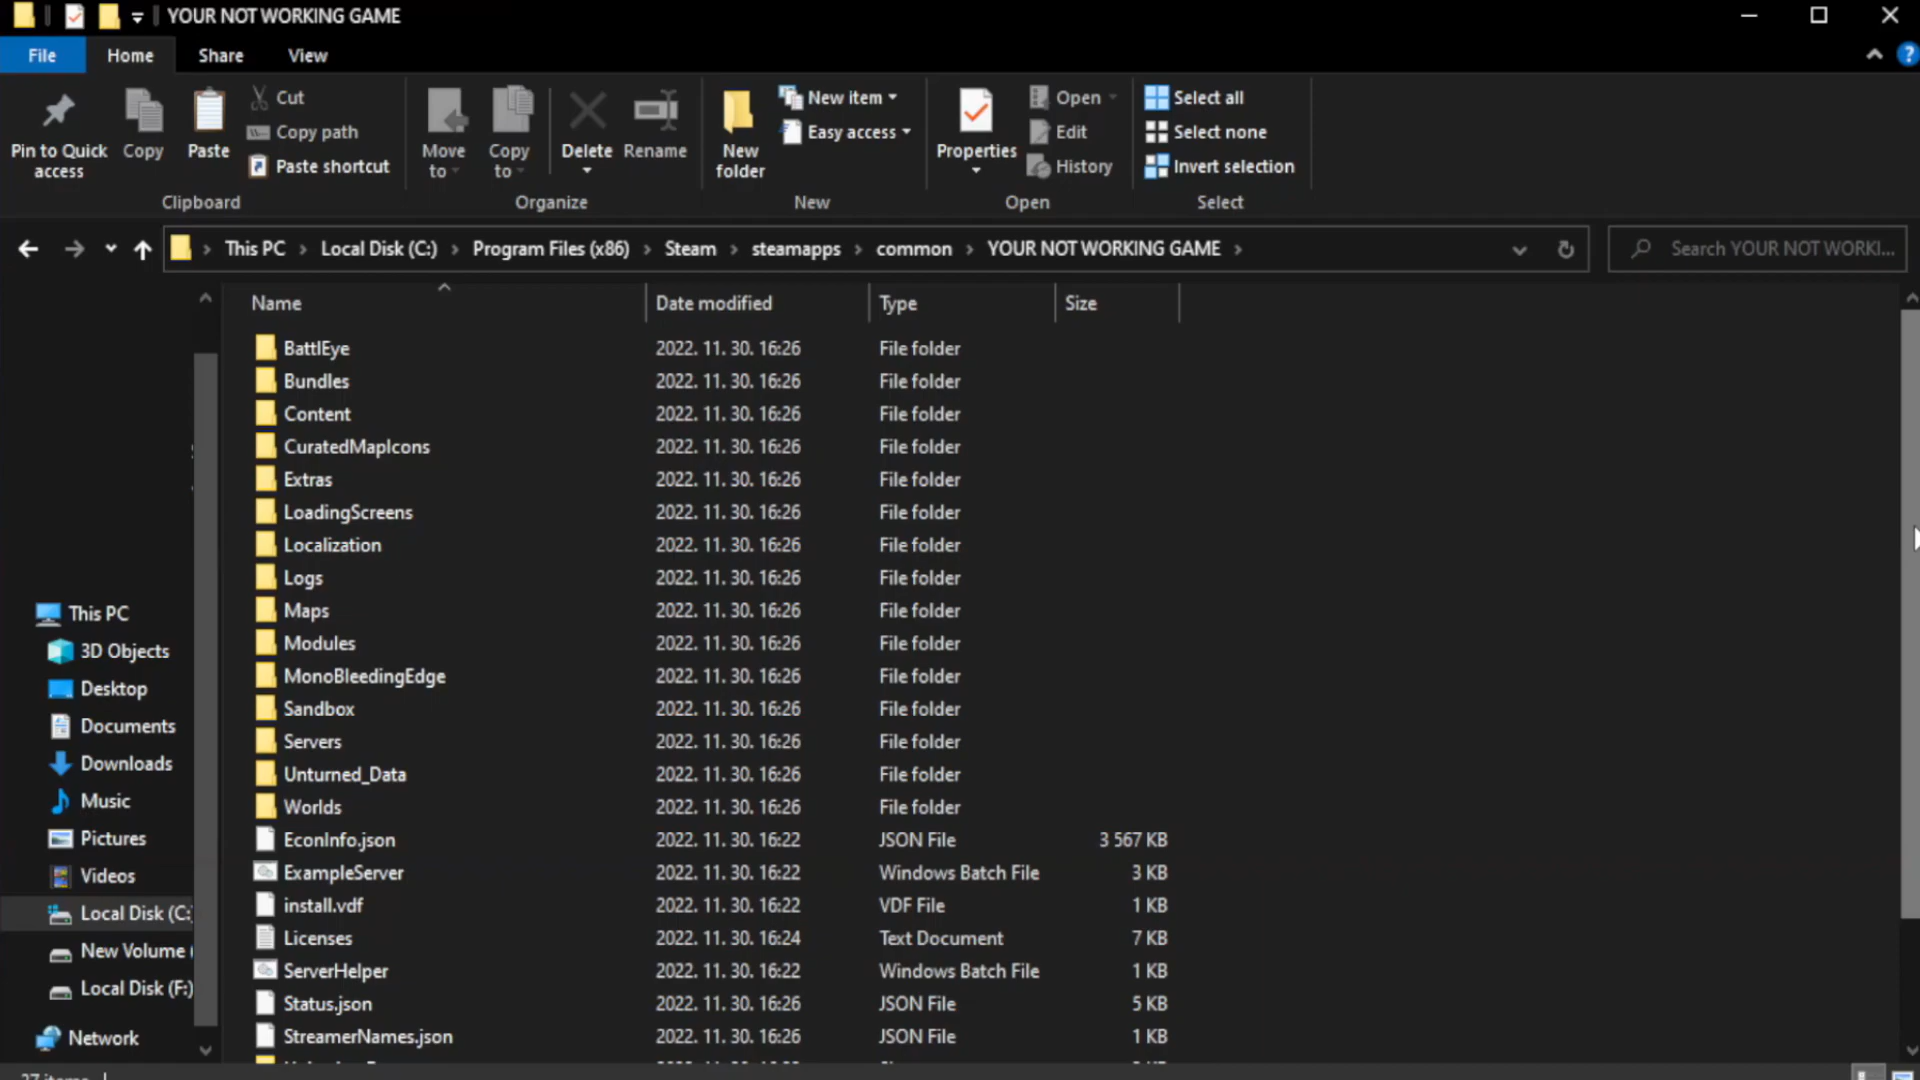 YOUR NOT WORKING GAME
File Home Share View
Pin to Quick access
Copy
Paste
Cut
Copy path
Paste shortcut
Clipboard
Move to
Copy to
Delete
Rename
Organize
New folder
New item
Easy access
New
Properties
Open
Edit
History
Open
Select all
Select none
Invert selection
Select
This PC > Local Disk (C:) > Program Files (x86) > Steam > steamapps > common > YOUR NOT WORKING GAME >
Search YOUR NOT WORKI...
Name Date modified Type Size
BattlEye 2022. 11. 30. 16:26 File folder
Bundles 2022. 11. 30. 16:26 File folder
Content 2022. 11. 30. 16:26 File folder
CuratedMapIcons 2022. 11. 30. 16:26 File folder
Extras 2022. 11. 30. 16:26 File folder
LoadingScreens 2022. 11. 30. 16:26 File folder
Localization 2022. 11. 30. 16:26 File folder
Logs 2022. 11. 30. 16:26 File folder
Maps 2022. 11. 30. 16:26 File folder
Modules 2022. 11. 30. 16:26 File folder
MonoBleedingEdge 2022. 11. 30. 16:26 File folder
Sandbox 2022. 11. 30. 16:26 File folder
Servers 2022. 11. 30. 16:26 File folder
Unturned_Data 2022. 11. 30. 16:26 File folder
Worlds 2022. 11. 30. 16:26 File folder
EconInfo.json 2022. 11. 30. 16:22 JSON File 3 567 KB
ExampleServer 2022. 11. 30. 16:22 Windows Batch File 3 KB
install.vdf 2022. 11. 30. 16:22 VDF File 1 KB
Licenses 2022. 11. 30. 16:24 Text Document 7 KB
ServerHelper 2022. 11. 30. 16:22 Windows Batch File 1 KB
Status.json 2022. 11. 30. 16:26 JSON File 5 KB
StreamerNames.json 2022. 11. 30. 16:26 JSON File 1 KB
This PC
3D Objects
Desktop
Documents
Downloads
Music
Pictures
Videos
Local Disk (C:
New Volume (
Local Disk (F:)
Network